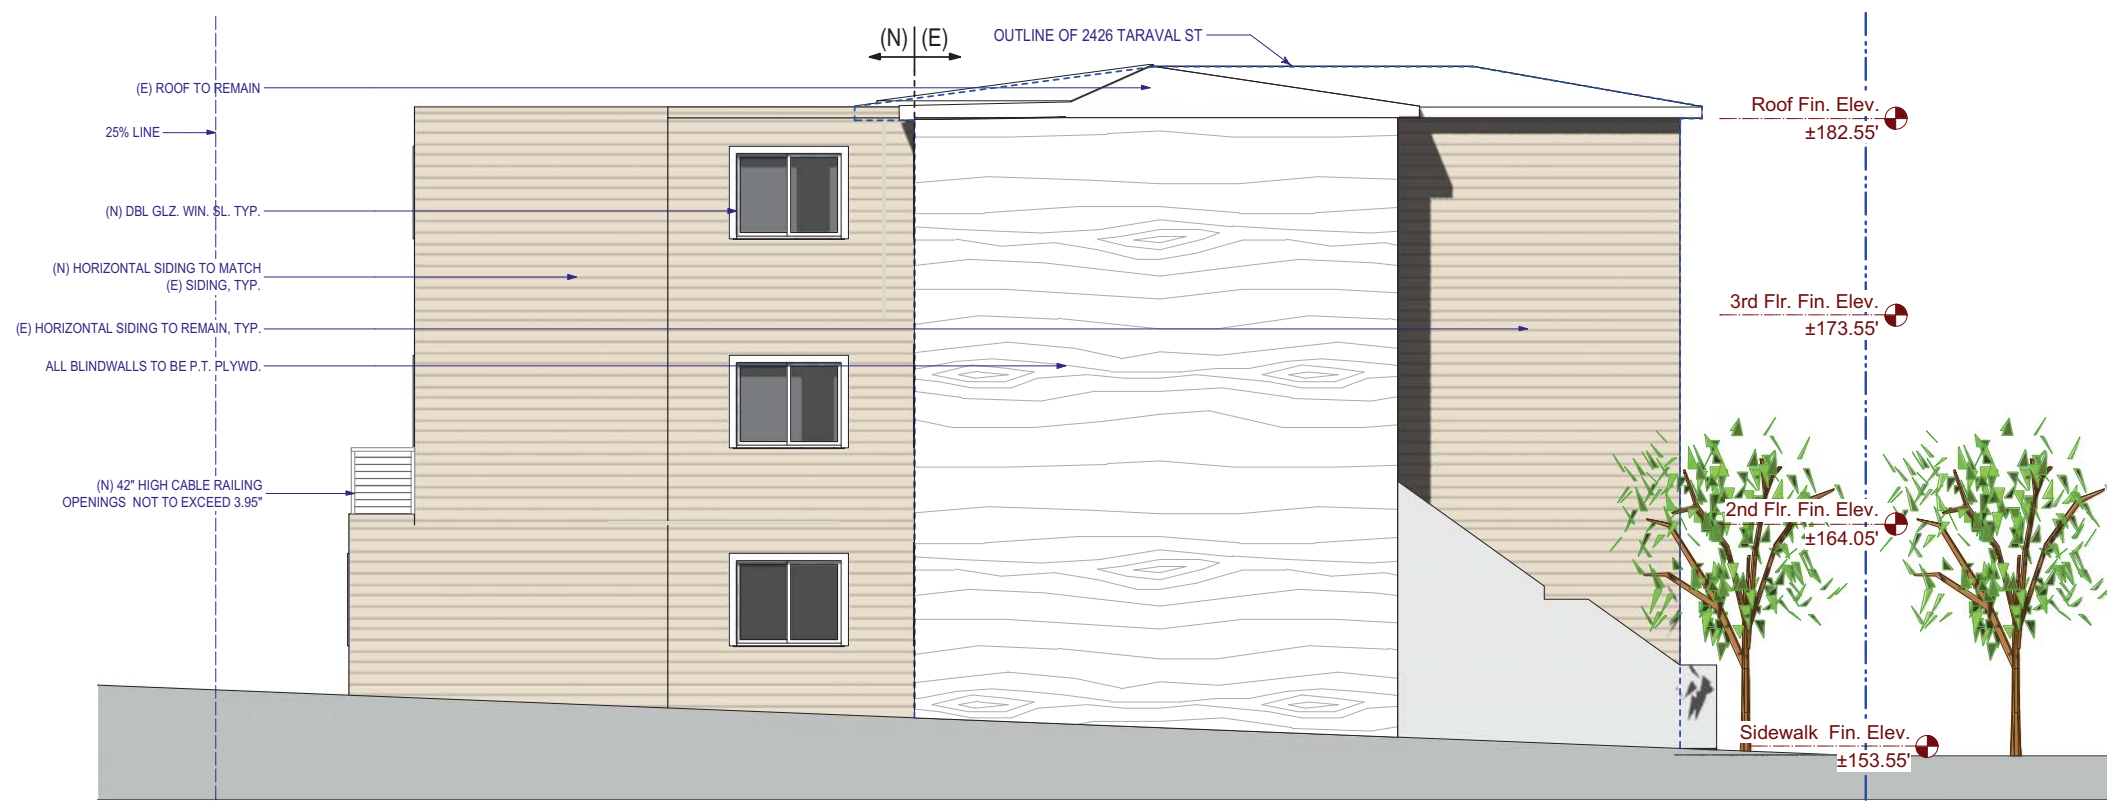 (N) (E)
OUTLINE OF 2426 TARAVAL ST
(E) ROOF TO REMAIN
25% LINE
(N) DBL GLZ. WIN. SL. TYP.
(N) HORIZONTAL SIDING TO MATCH
(E) SIDING, TYP.
(E) HORIZONTAL SIDING TO REMAIN, TYP.
ALL BLINDWALLS TO BE P.T. PLYWD.
(N) 42" HIGH CABLE RAILING
OPENINGS NOT TO EXCEED 3.95"
Roof Fin. Elev.
±182.55'
3rd Flr. Fin. Elev.
±173.55'
2nd Flr. Fin. Elev.
±164.05'
Sidewalk Fin. Elev.
±153.55'